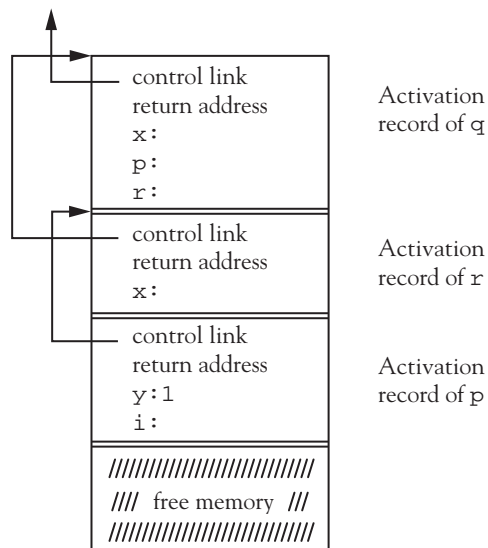 control link
return address
x:
p:
r:
Activation
record of q
control link
return address
x:
Activation
record of r
control link
return address
y:1
i:
Activation
record of p
free memory